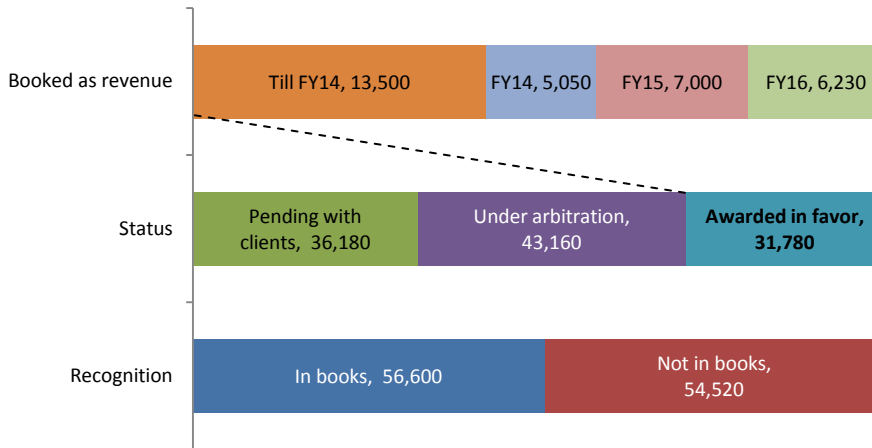 Booked as revenue
Till FY14, 13,500
FY14, 5,050
FY15, 7,000
FY16, 6,230
Status
Pending with
clients,  36,180
Under arbitration,
43,160
Awarded in favor,
31,780
Recognition
In books,  56,600
Not in books,
54,520